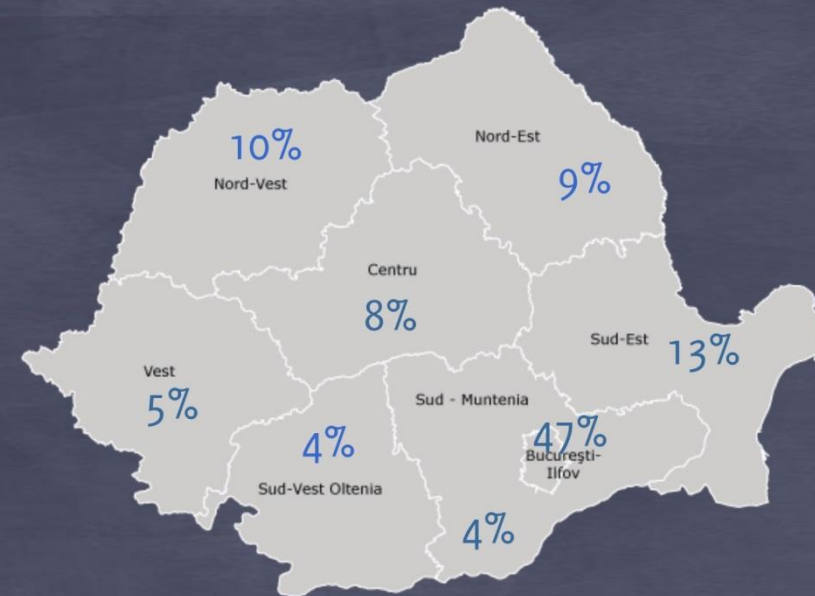 Nord-Est
10%
Nord-Vest
9%
Centru
8%
Sud-Est
13%
Vest
5%
Sud - Muntenia
47%
București-
Ilfov
4%
Sud-Vest Oltenia
4%